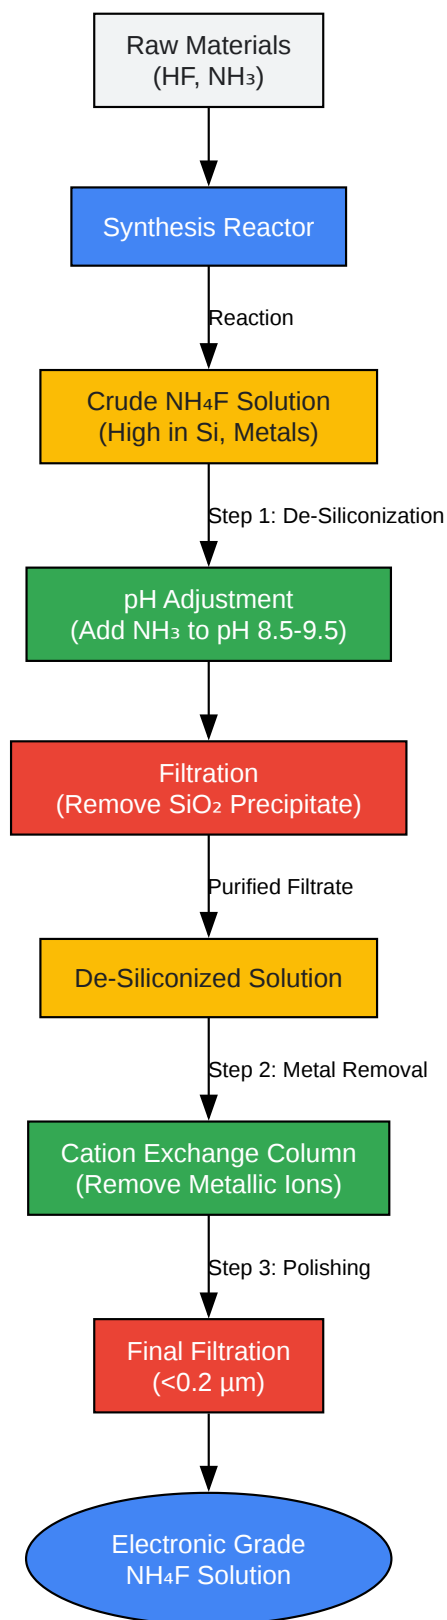 Raw Materials
(HF, NH₃)
Synthesis Reactor
Reaction
Crude NH₄F Solution
(High in Si, Metals)
Step 1: De-Siliconization
pH Adjustment
(Add NH₃ to pH 8.5-9.5)
Filtration
(Remove SiO₂ Precipitate)
Purified Filtrate
De-Siliconized Solution
Step 2: Metal Removal
Cation Exchange Column
(Remove Metallic Ions)
Step 3: Polishing
Final Filtration
(<0.2 µm)
Electronic Grade
NH₄F Solution